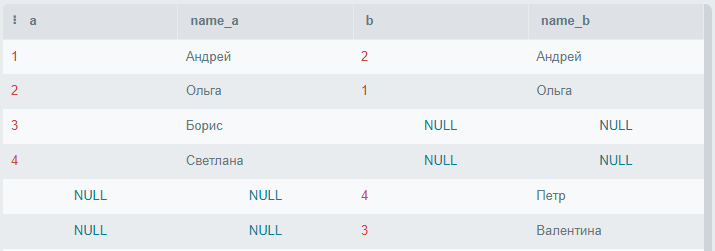 a name_a b name_b
1 Андрей 2 Андрей
2 Ольга 1 Ольга
3 Борис NULL NULL
4 Светлана NULL NULL
NULL NULL 4 Петр
NULL NULL 3 Валентина